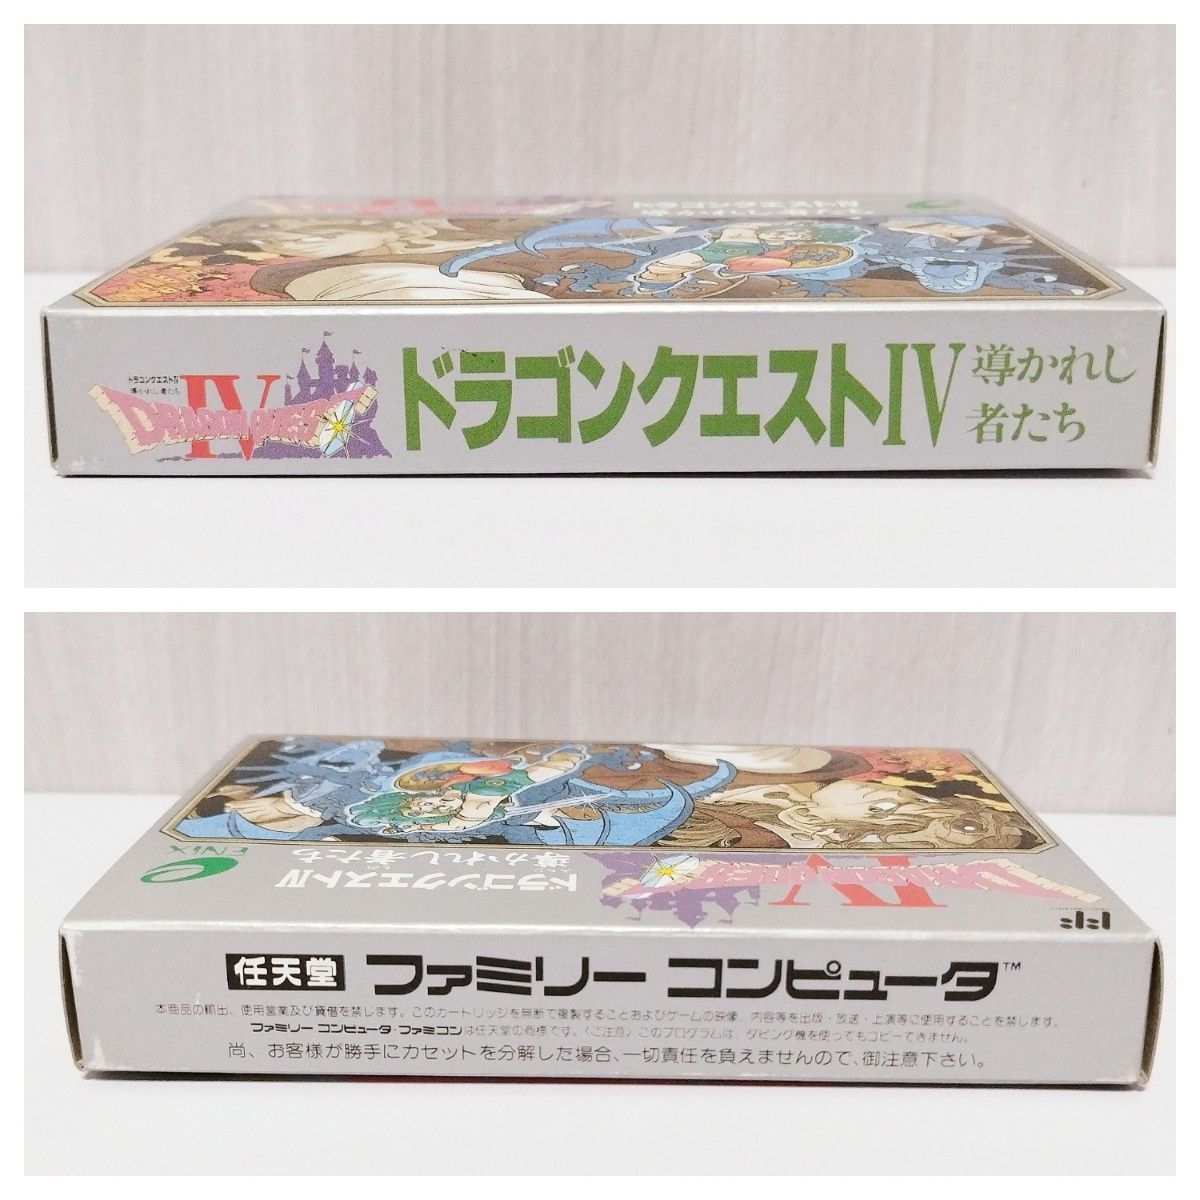 ドラゴンクエストIV
導かれし者たち
DRAGON QUEST
IV
ドラゴンクエストIV 導かれし
者たち
ENIX
ドラゴンクエストIV
導かれし者たち
DRAGON QUEST
IV
任天堂 ファミリー コンピュータ™
本商品の輸出、使用営業及び賃借を禁じます。このカートリッジを無断で複製することおよびゲームの映像、内容等を出版・放送・上演等に使用することを禁じます。
ファミリー コンピュータ・ファミコンは任天堂の商標です。〈ご注意〉このプログラムは、ダビング機を使ってもコピーできません。
尚、お客様が勝手にカセットを分解した場合、一切責任を負えませんので、御注意下さい。